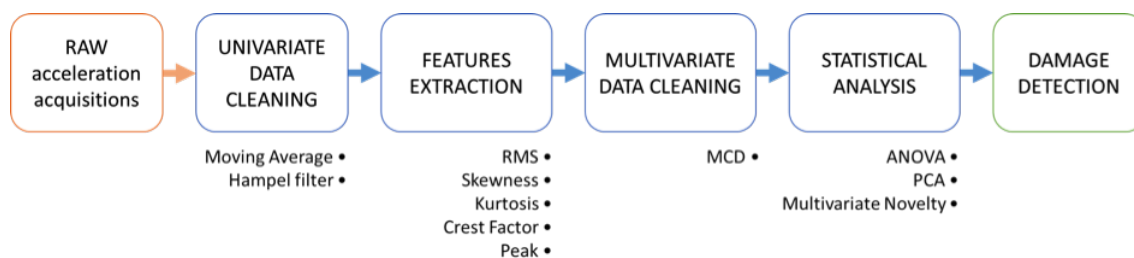 RAW
acceleration
acquisitions
UNIVARIATE
DATA
CLEANING
FEATURES
EXTRACTION
MULTIVARIATE
DATA CLEANING
STATISTICAL
ANALYSIS
DAMAGE
DETECTION
Moving Average •
Hampel filter •
RMS •
Skewness •
Kurtosis •
Crest Factor •
Peak •
MCD •
ANOVA •
PCA •
Multivariate Novelty •